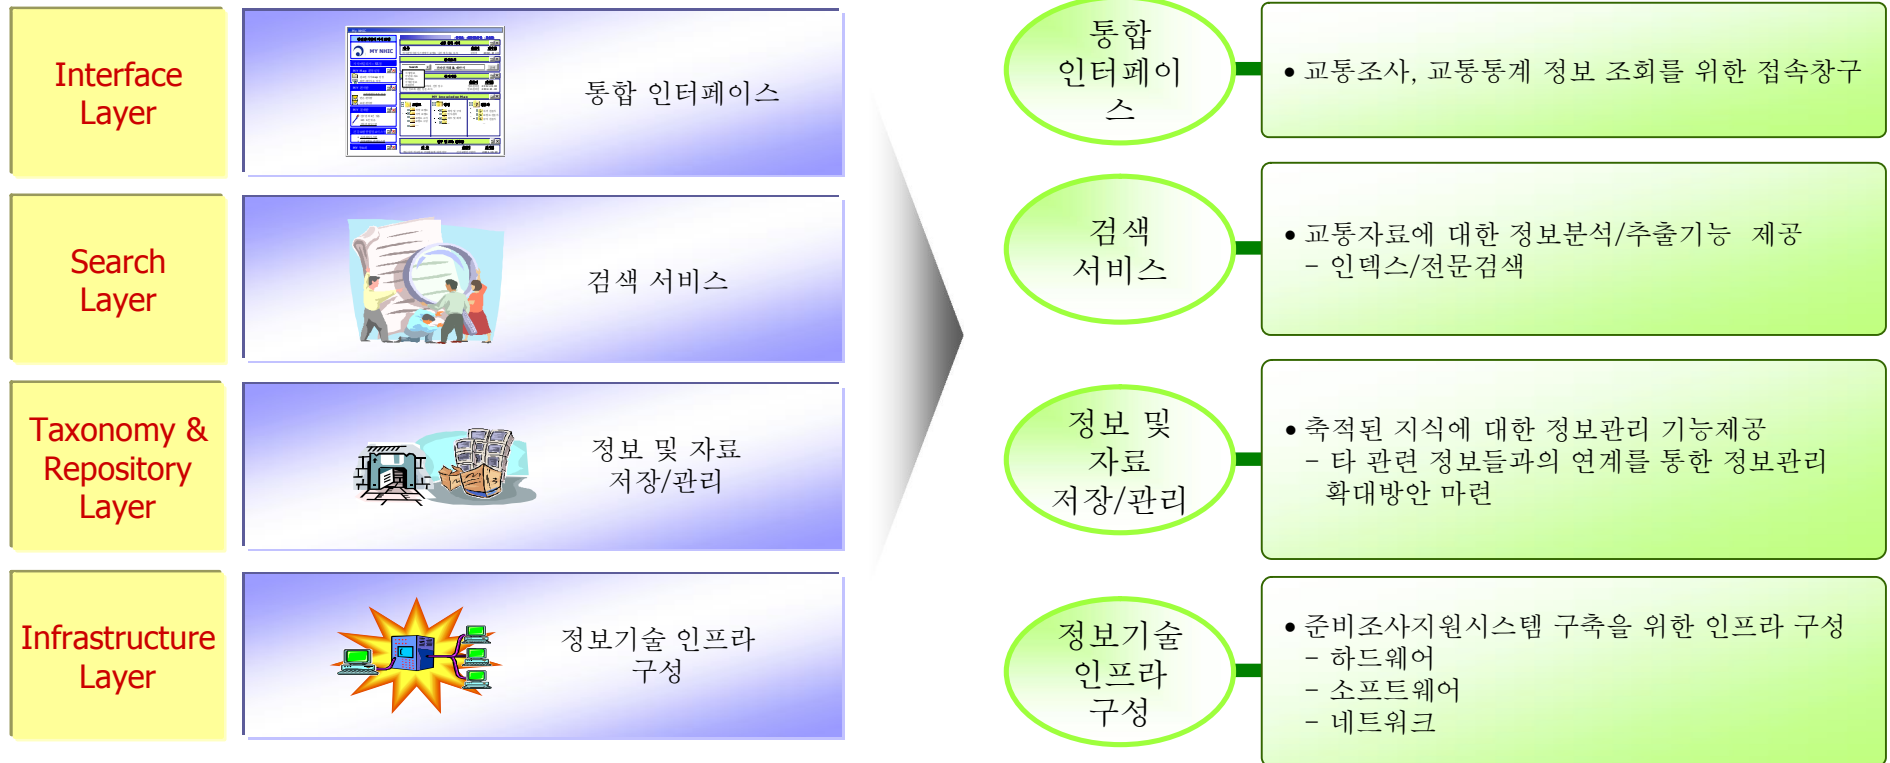 Interface
Layer
MY NHIC
통합 인터페이스
통합
인터페이
스
• 교통조사, 교통통계 정보 조회를 위한 접속창구
Search
Layer
검색 서비스
검색
서비스
• 교통자료에 대한 정보분석/추출기능 제공
- 인덱스/전문검색
Taxonomy &
Repository
Layer
정보 및 자료
저장/관리
정보 및
자료
저장/관리
• 축적된 지식에 대한 정보관리 기능제공
- 타 관련 정보들과의 연계를 통한 정보관리
확대방안 마련
Infrastructure
Layer
정보기술 인프라
구성
정보기술
인프라
구성
• 준비조사지원시스템 구축을 위한 인프라 구성
- 하드웨어
- 소프트웨어
- 네트워크